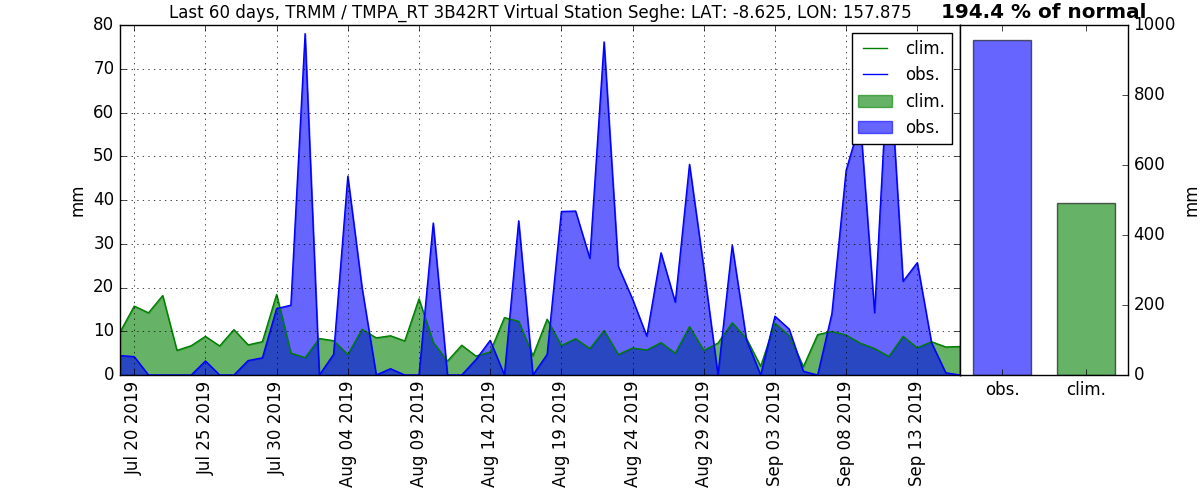 Last 60 days, TRMM / TMPA_RT 3B42RT Virtual Station Seghe: LAT: -8.625, LON: 157.875
194.4 % of normal
80
70
60
50
40
30
20
10
0
mm
clim.
obs.
clim.
obs.
1000
800
600
400
200
0
mm
Jul 20 2019
Jul 25 2019
Jul 30 2019
Aug 04 2019
Aug 09 2019
Aug 14 2019
Aug 19 2019
Aug 24 2019
Aug 29 2019
Sep 03 2019
Sep 08 2019
Sep 13 2019
obs.
clim.